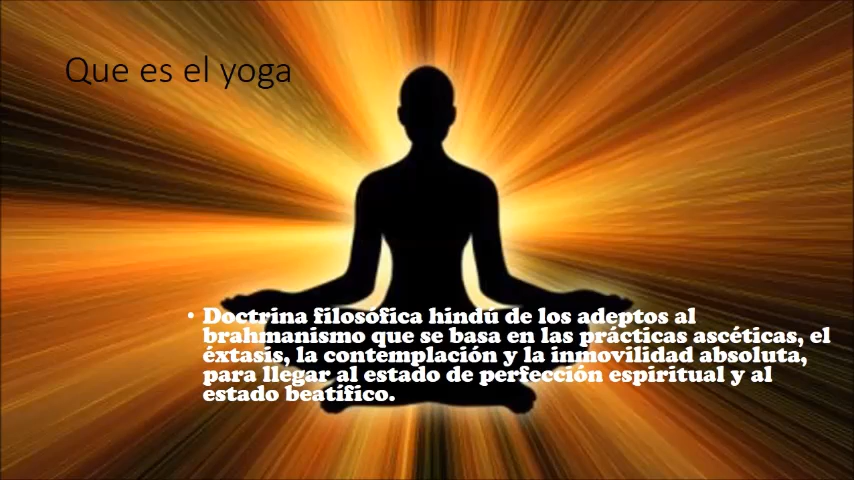 Que es el yoga
• Doctrina filosófica hindú de los adeptos al
brahmanismo que se basa en las prácticas ascéticas, el
éxtasis, la contemplación y la inmovilidad absoluta,
para llegar al estado de perfección espiritual y al
estado beatífico.